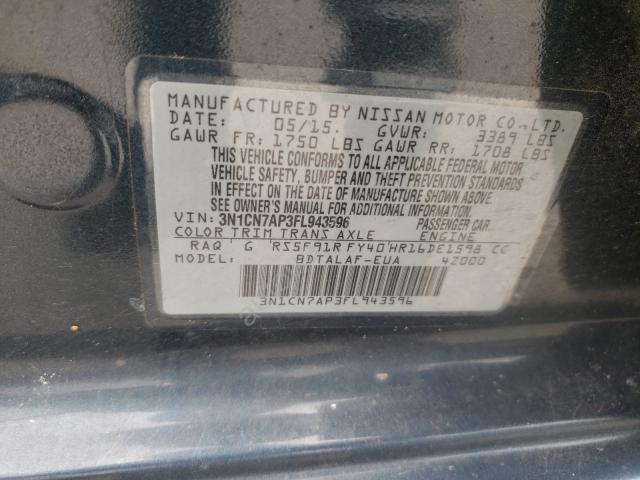 MANUFACTURED BY NISSAN MOTOR CO.,LTD.
DATE: 05/15. GVWR: 3389 LBS
GAWR FR: 1750 LBS GAWR RR: 1708 LBS
THIS VEHICLE CONFORMS TO ALL APPLICABLE FEDERAL MOTOR
VEHICLE SAFETY, BUMPER AND THEFT PREVENTION STANDARDS
IN EFFECT ON THE DATE OF MANUFACTURE SHOWN ABOVE.
SEE OWNER'S MANUAL FOR ADDITIONAL INFORMATION.
VIN: 3N1CN7AP3FL943596 PASSENGER CAR
COLOR TRIM TRANS AXLE ENGINE
RAQ G RS5F91R FY40 HR16DE1598 CC
MODEL: BDTALAF-EUA 42000
3N1CN7AP3FL943596